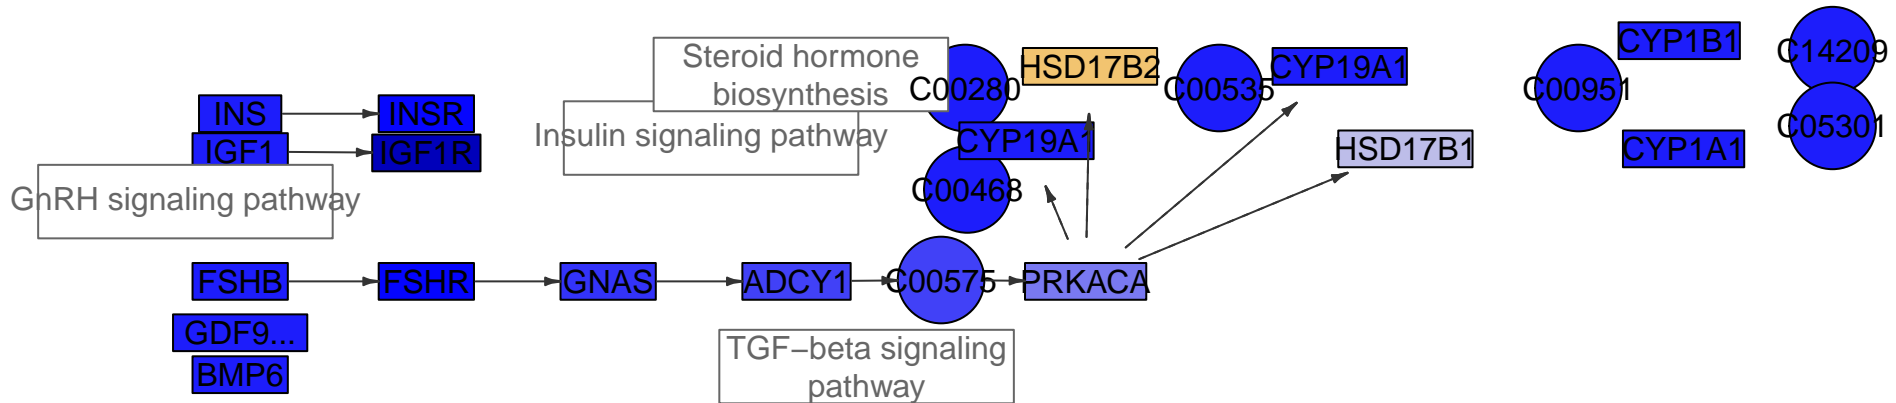 CYP1B1
C14209
Steroid hormone
biosynthesis
HSD17B2
CYP19A1
C00280
C00535
C00951
INS
INSR
Insulin signaling pathway
CYP19A1
C05301
IGF1
IGF1R
HSD17B1
CYP1A1
GnRH signaling pathway
C00468
FSHB
FSHR
GNAS
ADCY1
C00575
PRKACA
GDF9...
TGF−beta signaling
pathway
BMP6